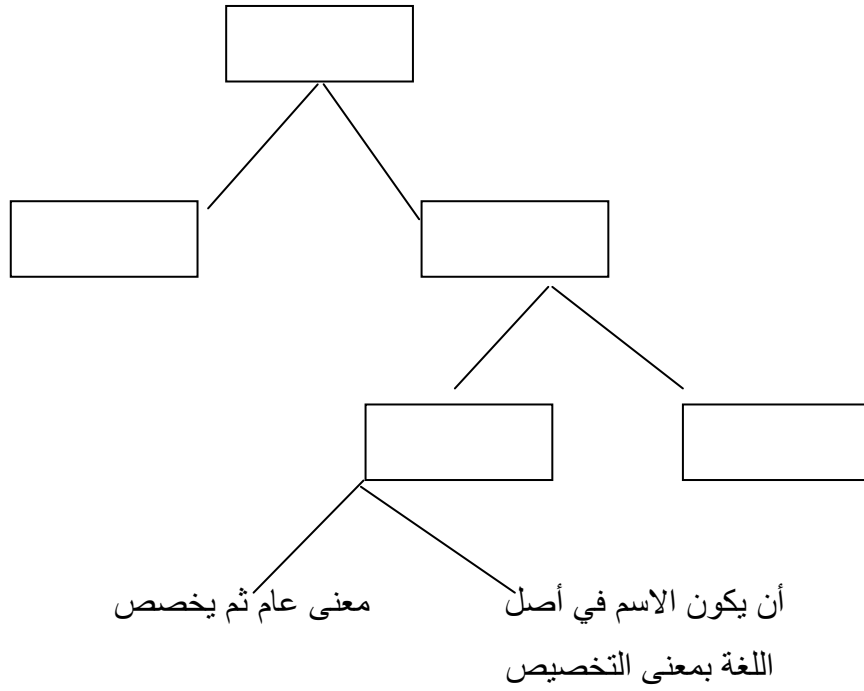 أن يكون الاسم في أصل
اللغة بمعنى التخصيص
معنى عام ثم يخصص